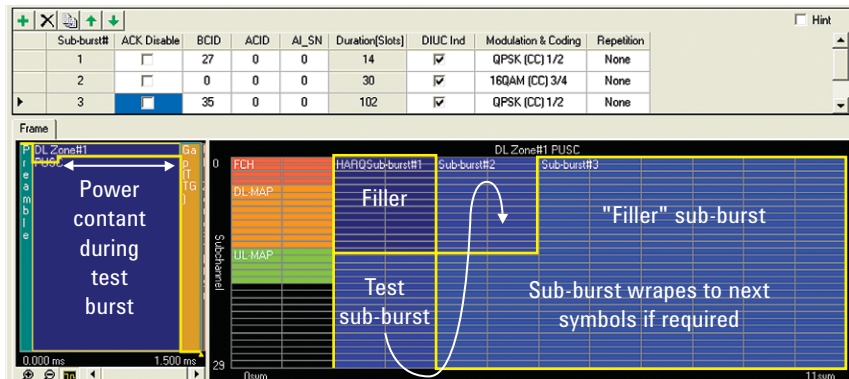 Hint
Sub-burst# ACK Disable BCID ACID AI_SN Duration(Slots) DIUC Ind Modulation & Coding Repetition
1 27 0 0 14 QPSK (CC) 1/2 None
2 0 0 0 30 16QAM (CC) 3/4 None
3 35 0 0 102 QPSK (CC) 1/2 None
Frame
Preamble
DL Zone#1
PUSC
Gap (TTG)
Power
contant
during
test
burst
0.000 ms 1.500 ms
DL Zone#1 PUSC
Subchannel
0
29
FCH
DL-MAP
UL-MAP
HARQSub-burst#1 Sub-burst#2 Sub-burst#3
Filler
Test
sub-burst
"Filler" sub-burst
Sub-burst wrapes to next
symbols if required
0sym 11sym